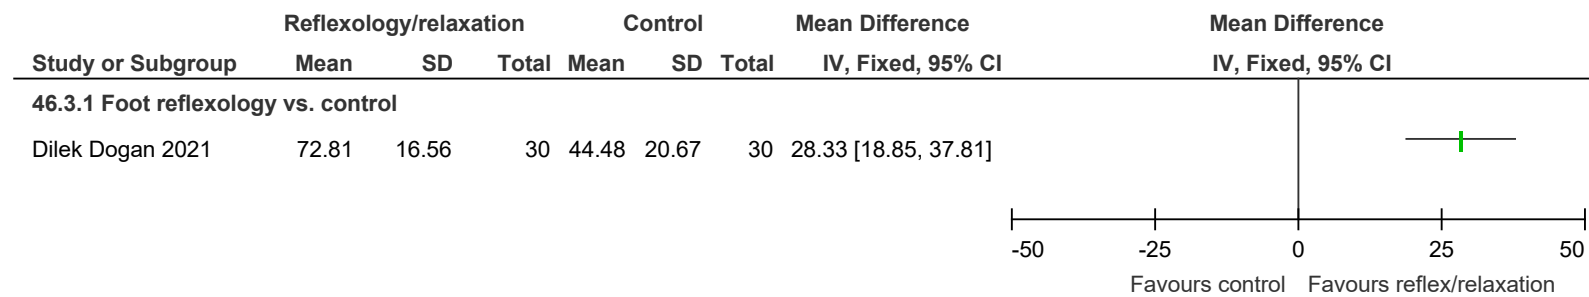 Reflexology/relaxation Control Mean Difference Mean Difference
Study or Subgroup Mean SD Total Mean SD Total IV, Fixed, 95% CI IV, Fixed, 95% CI
46.3.1 Foot reflexology vs. control
Dilek Dogan 2021 72.81 16.56 30 44.48 20.67 30 28.33 [18.85, 37.81]
-50 -25 0 25 50
Favours control Favours reflex/relaxation